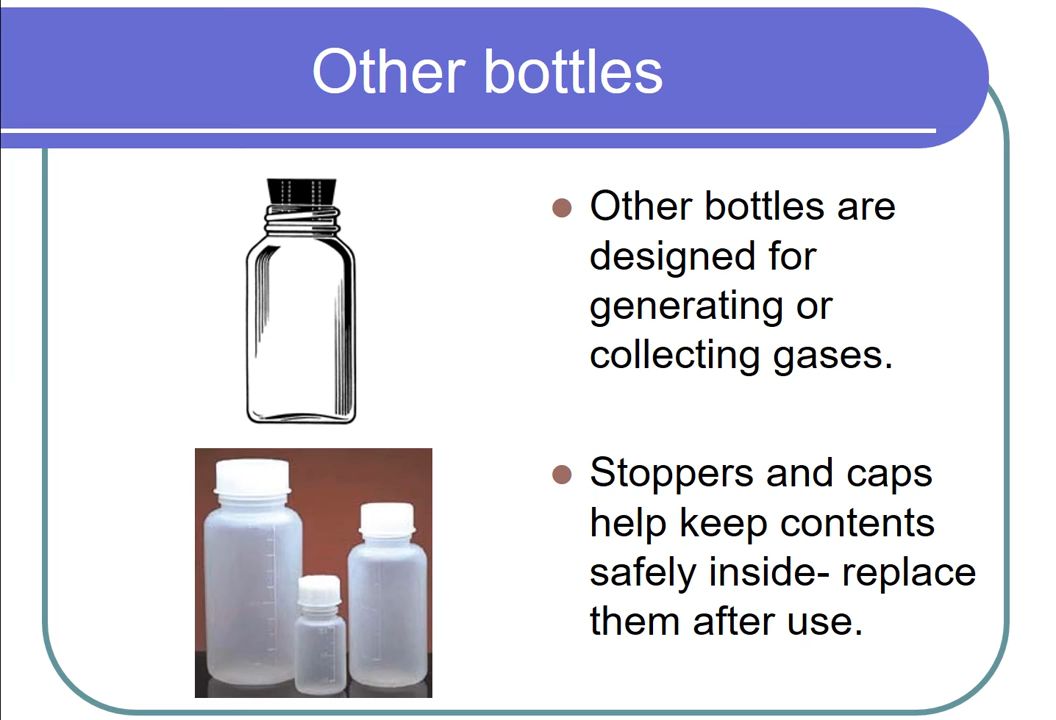 Other bottles
Other bottles are
designed for
generating or
collecting gases.
Stoppers and caps
help keep contents
safely inside- replace
them after use.